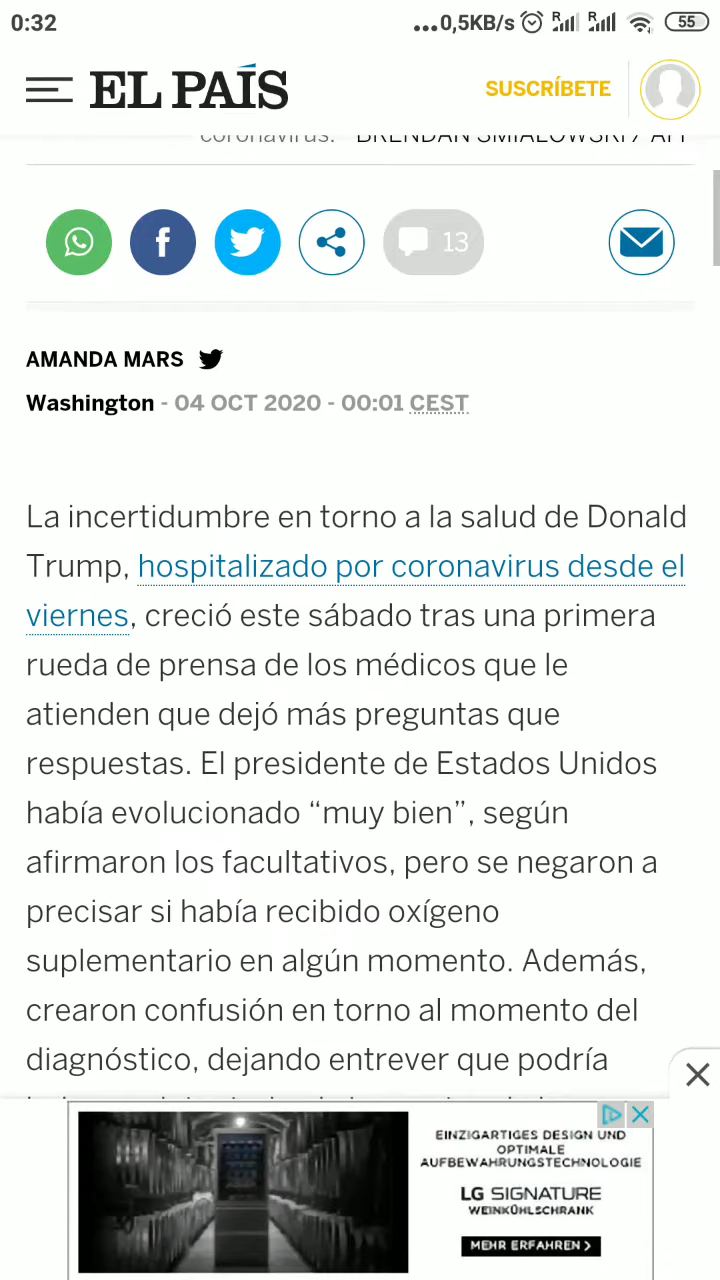 0:32
...0,5KB/s
R
R
55
EL PAÍS
SUSCRÍBETE
coronavirus. BRENDAN SMIALOWSKI / AFP
13
AMANDA MARS
Washington - 04 OCT 2020 - 00:01 CEST
La incertidumbre en torno a la salud de Donald
Trump, hospitalizado por coronavirus desde el
viernes, creció este sábado tras una primera
rueda de prensa de los médicos que le
atienden que dejó más preguntas que
respuestas. El presidente de Estados Unidos
había evolucionado “muy bien”, según
afirmaron los facultativos, pero se negaron a
precisar si había recibido oxígeno
suplementario en algún momento. Además,
crearon confusión en torno al momento del
diagnóstico, dejando entrever que podría
EINZIGARTIGES DESIGN UND
OPTIMALE
AUFBEWAHRUNGSTECHNOLOGIE
LG SIGNATURE
WEINKÜHLSCHRANK
MEHR ERFAHREN >